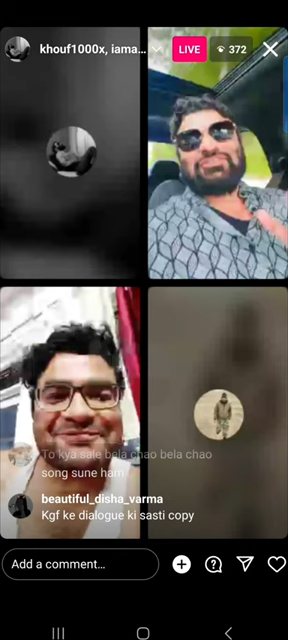 khouf1000x, iama...
LIVE
372
To kya sale bela chao bela chao
song sune ham
beautiful_disha_varma
Kgf ke dialogue ki sasti copy
Add a comment...